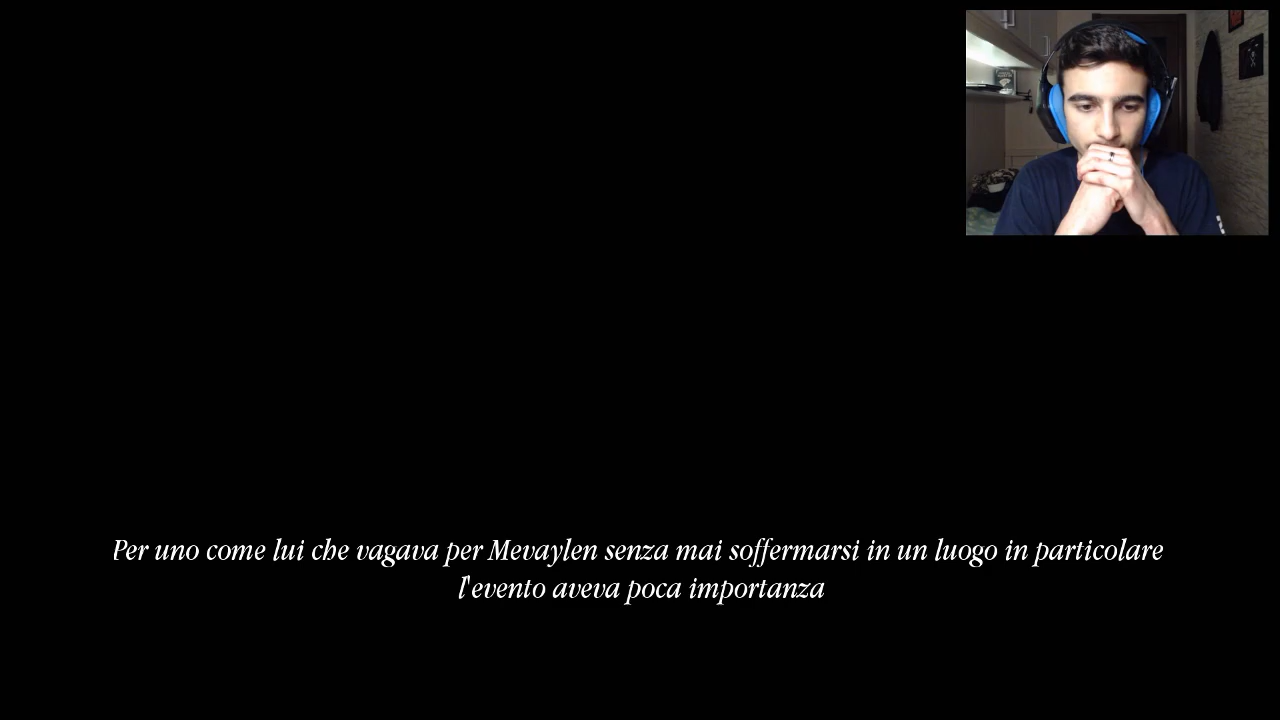 Per uno come lui che vagava per Mevaylen senza mai soffermarsi in un luogo in particolare
l'evento aveva poca importanza